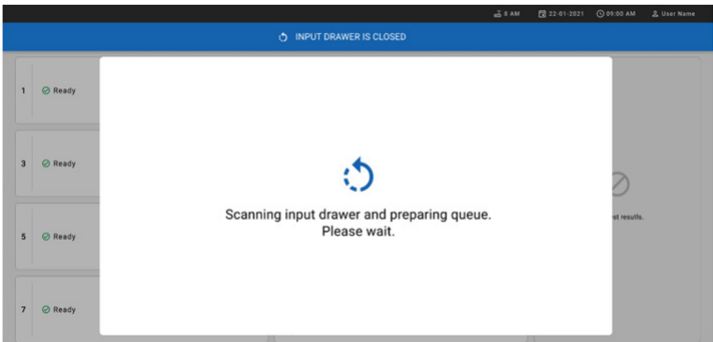 8 AM 22-01-2021 09:00 AM User Name
INPUT DRAWER IS CLOSED
1 Ready
3 Ready
Scanning input drawer and preparing queue.
Please wait.
results.
5 Ready
7 Ready